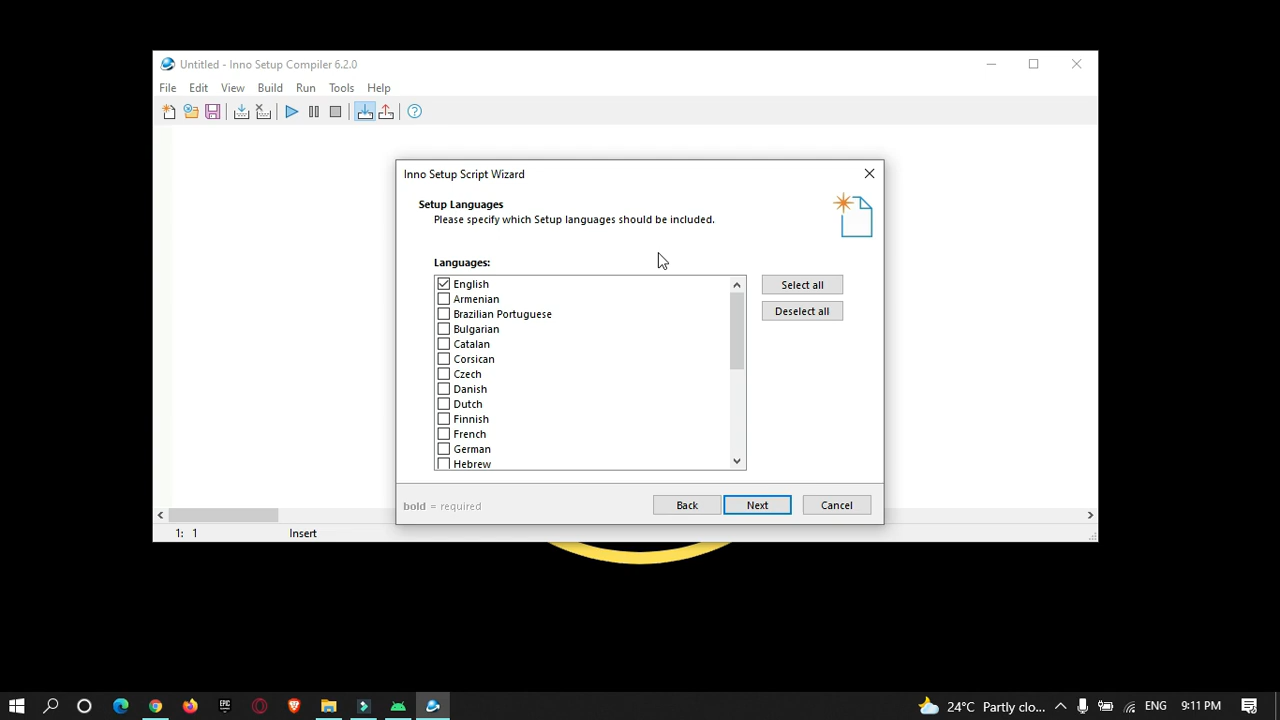 Untitled - Inno Setup Compiler 6.2.0
File Edit View Build Run Tools Help
Inno Setup Script Wizard
Setup Languages
Please specify which Setup languages should be included.
Languages:
English
Armenian
Brazilian Portuguese
Bulgarian
Catalan
Corsican
Czech
Danish
Dutch
Finnish
French
German
Hebrew
Select all
Deselect all
bold = required
Back Next Cancel
1: 1 Insert
EPIC
24°C Partly clo... ENG 9:11 PM